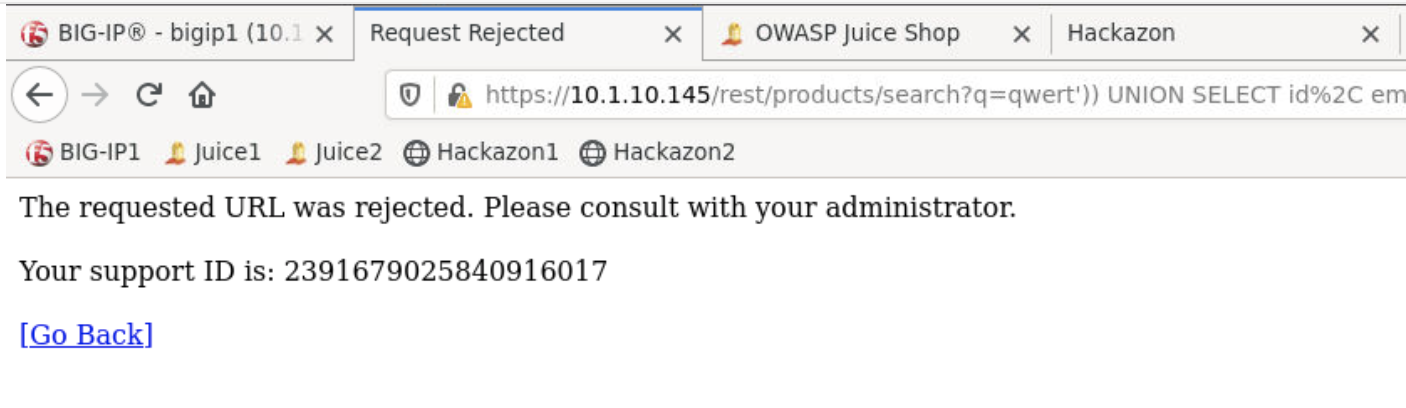 BIG-IP® - bigip1 (10.1
Request Rejected
OWASP Juice Shop
Hackazon
https://10.1.10.145/rest/products/search?q=qwert')) UNION SELECT id%2C em
BIG-IP1 Juice1 Juice2 Hackazon1 Hackazon2
The requested URL was rejected. Please consult with your administrator.
Your support ID is: 2391679025840916017
[Go Back]